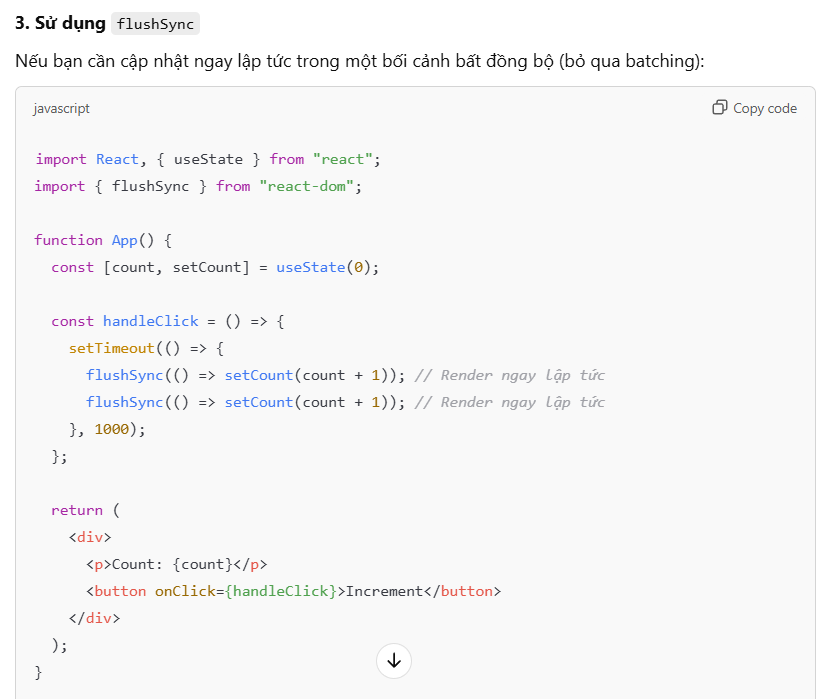 3. Sử dụng flushSync
Nếu bạn cần cập nhật ngay lập tức trong một bối cảnh bất đồng bộ (bỏ qua batching):
javascript
Copy code
import React, { useState } from "react";
import { flushSync } from "react-dom";

function App() {
  const [count, setCount] = useState(0);

  const handleClick = () => {
    setTimeout(() => {
      flushSync(() => setCount(count + 1)); // Render ngay lập tức
      flushSync(() => setCount(count + 1)); // Render ngay lập tức
    }, 1000);
  };

  return (
    <div>
      <p>Count: {count}</p>
      <button onClick={handleClick}>Increment</button>
    </div>
  );
}